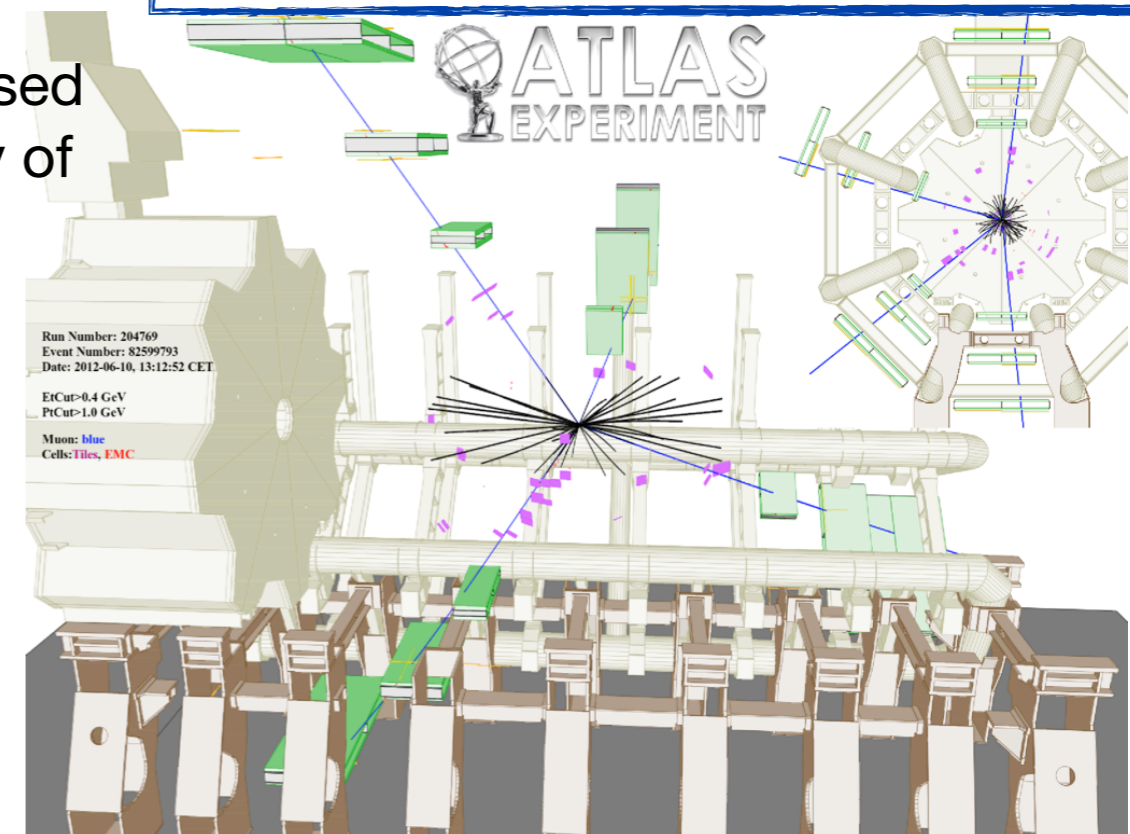 sed
y of
ATLAS
EXPERIMENT
Run Number: 204769
Event Number: 82599793
Date: 2012-06-10, 13:12:52 CET
EtCut>0.4 GeV
PtCut>1.0 GeV
Muon: blue
Cells:Tiles, EMC